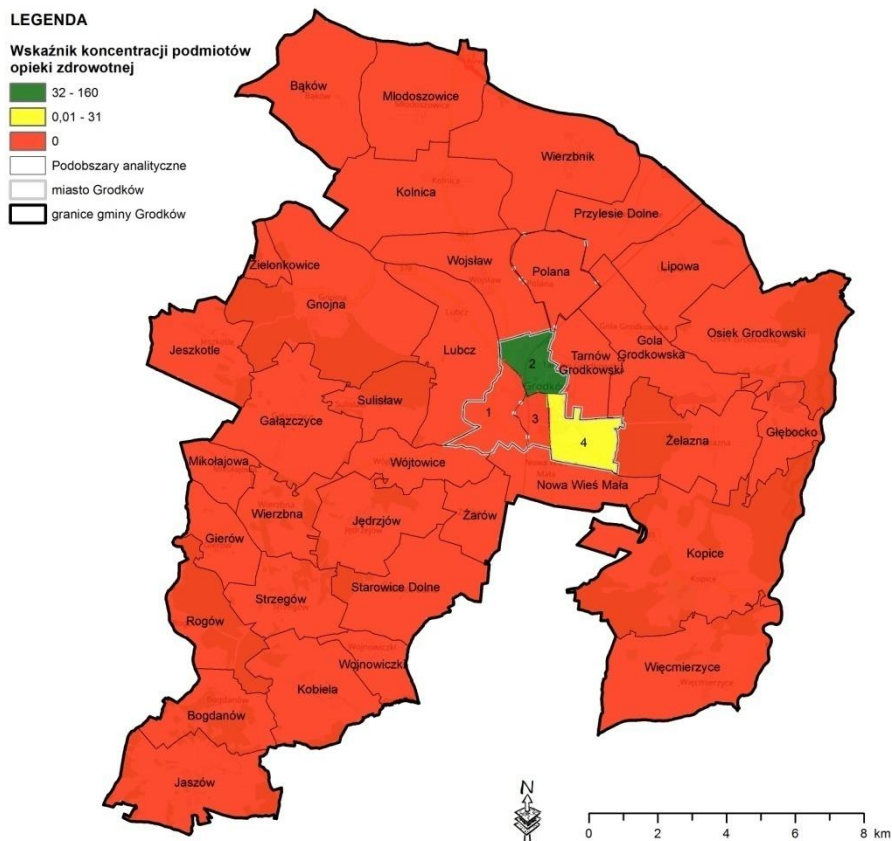 LEGENDA
Wskaźnik koncentracji podmiotów
opieki zdrowotnej
32 - 160
0,01 - 31
0
Podobszary analityczne
miasto Grodków
granice gminy Grodków
Bąków
Młodoszowice
Wierzbnik
Kolnica
Przylesie Dolne
Wojsław
Polana
Lipowa
Zielonkowice
Gnojna
Osiek Grodkowski
Gola
Grodkowska
Jeszkotle
Lubcz
Tarnów
Grodkowski
2
Sulisław
1
3
4
Gałązczyce
Żelazna
Głębocko
Mikołajowa
Wójtowice
Nowa Wieś Mała
Wierzbna
Jędrzjów
Żarów
Gierów
Kopice
Strzegów
Starowice Dolne
Rogów
Wojnowiczki
Więcmierzyce
Kobiela
Bogdanów
Jaszów
N
0 2 4 6 8 km